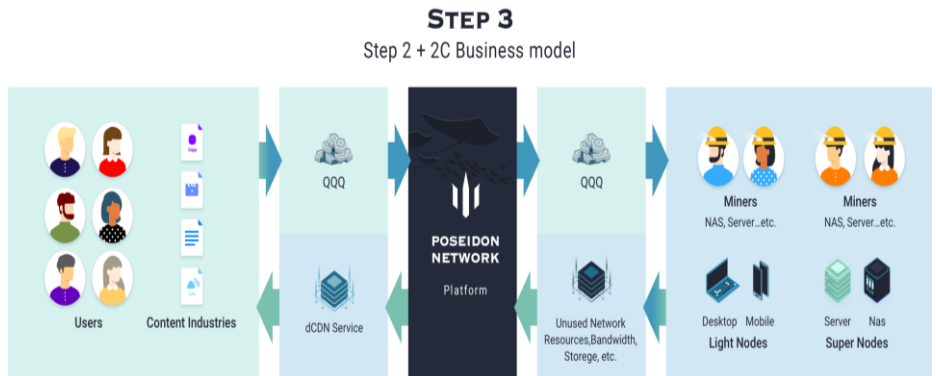 STEP 3
Step 2 + 2C Business model
Users
Content Industries
QQQ
dCDN Service
POSEIDON
NETWORK
Platform
QQQ
Unused Network
Resources,Bandwidth,
Storege, etc.
Miners
NAS, Server...etc.
Miners
NAS, Server...etc.
Desktop
Mobile
Light Nodes
Server
Nas
Super Nodes